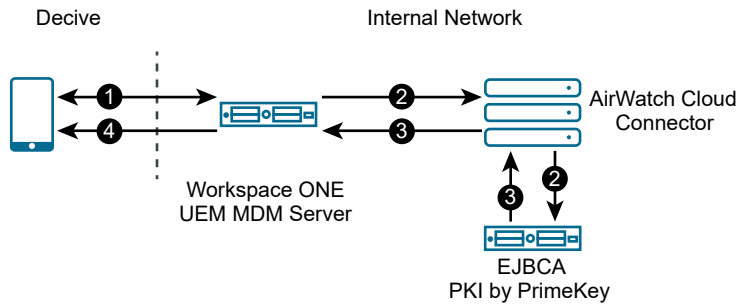 Decive
Internal Network
1
2
4
3
AirWatch Cloud
Connector
Workspace ONE
UEM MDM Server
3
2
EJBCA
PKI by PrimeKey